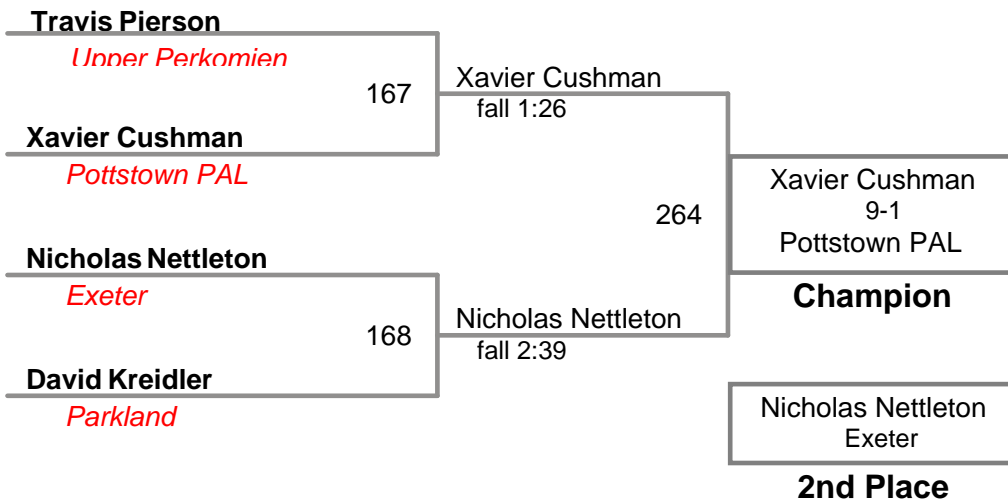 Travis Pierson
Upper Perkomien
167
Xavier Cushman
fall 1:26
Xavier Cushman
Pottstown PAL
264
Xavier Cushman
9-1
Pottstown PAL
Champion
Nicholas Nettleton
Exeter
168
Nicholas Nettleton
fall 2:39
David Kreidler
Parkland
Nicholas Nettleton
Exeter
2nd Place